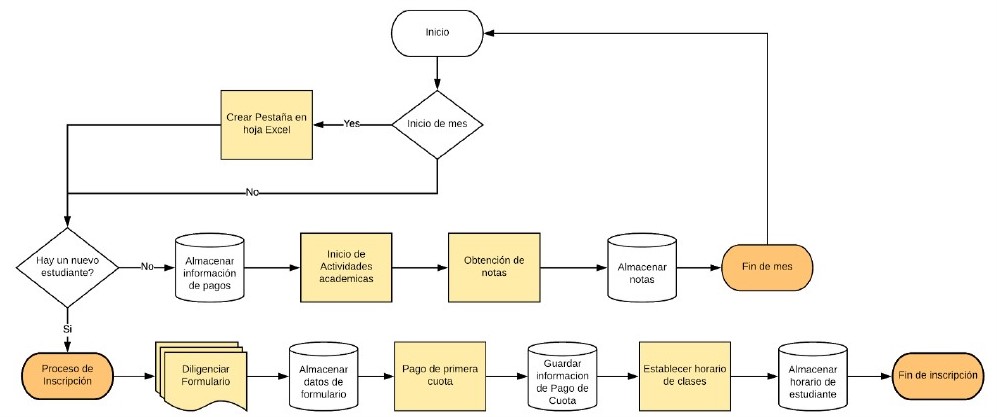 Inicio
Crear Pestaña en
hoja Excel
Yes
Inicio de mes
No
Hay un nuevo
estudiante?
No
Almacenar
información
de pagos
Inicio de
Actividades
academicas
Obtención de
notas
Almacenar
notas
Fin de mes
Si
Proceso de
Inscripción
Diligenciar
Formulario
Almacenar
datos de
formulario
Pago de primera
cuota
Guardar
informacion
de Pago de
Cuota
Establecer horario
de clases
Almacenar
horario de
estudiante
Fin de inscripción